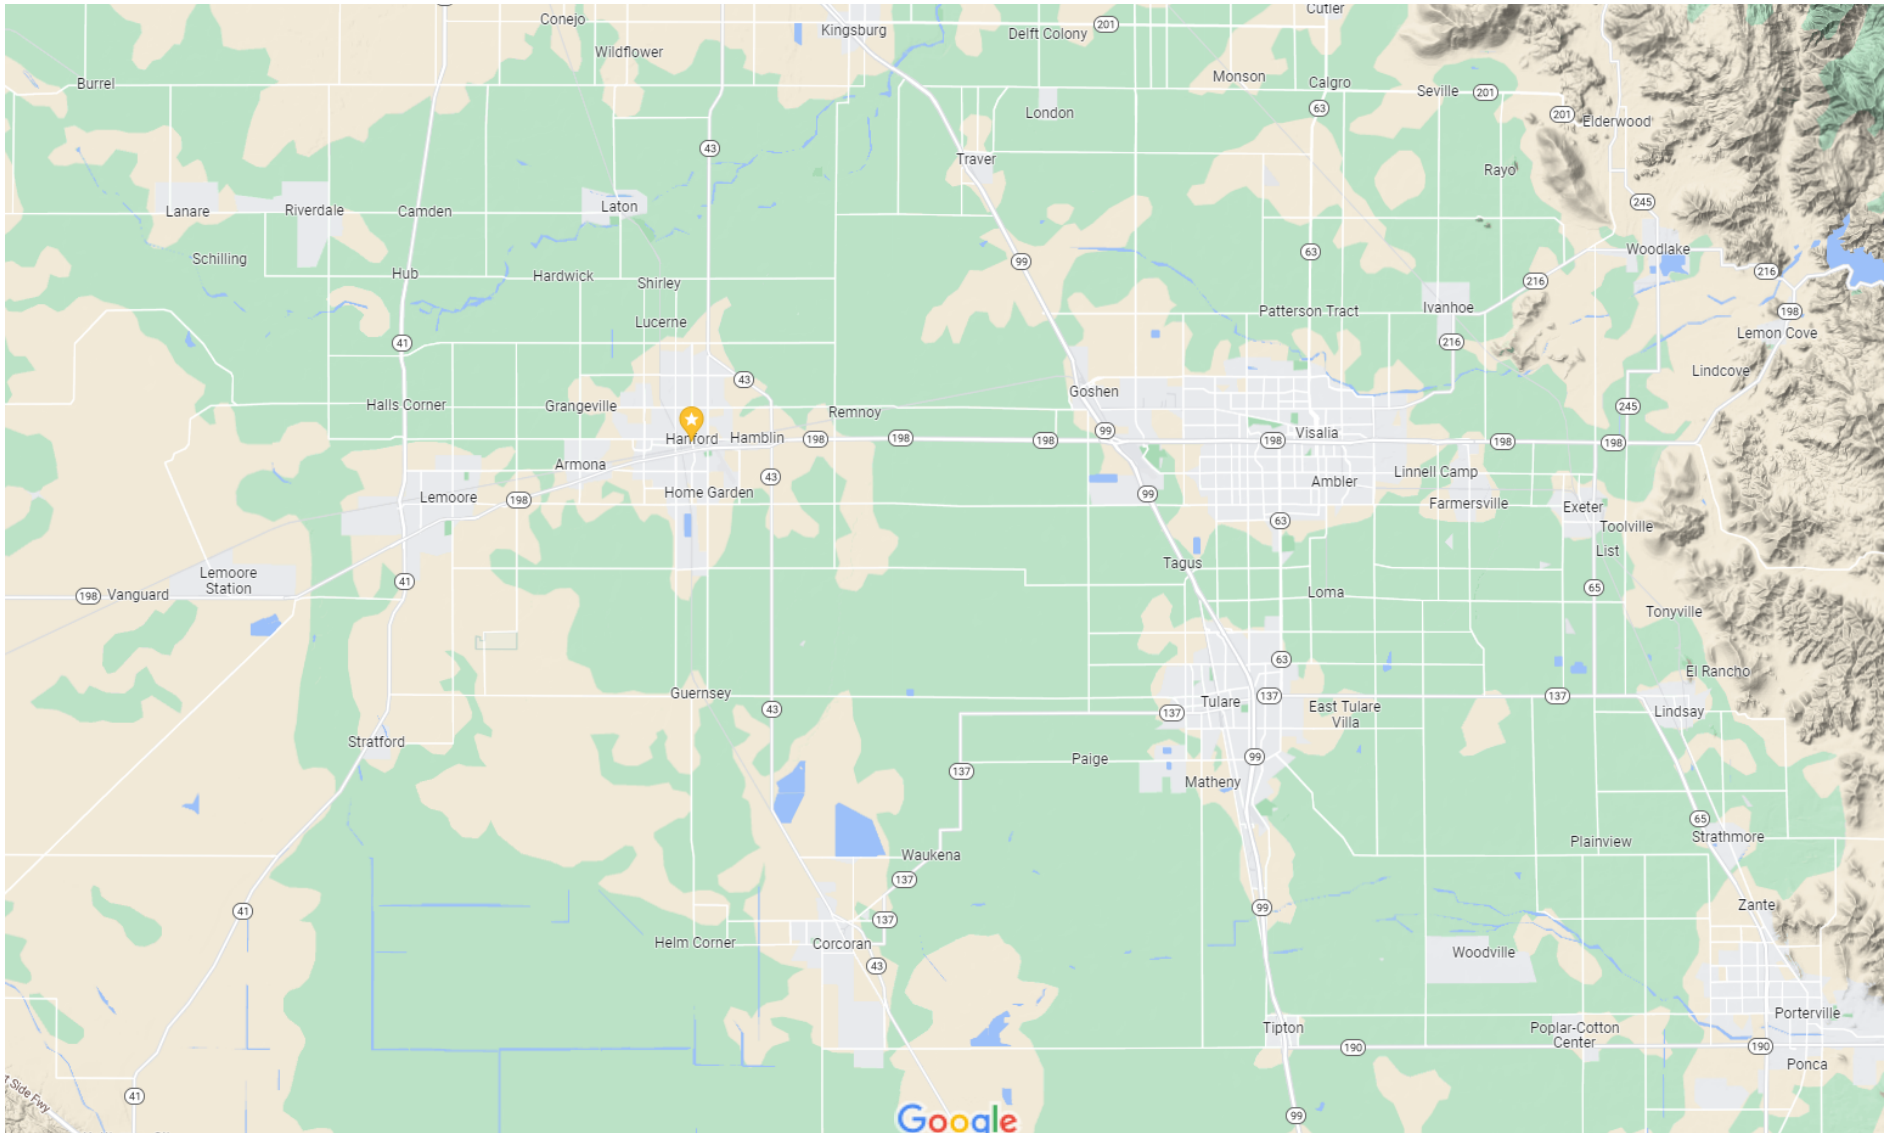 Conejo
Kingsburg
Cutler
Delft Colony
201
Wildflower
Burrel
Monson
Calgro
Seville
201
63
201
London
Elderwood
43
Traver
Rayo
Lanare
Riverdale
Camden
Laton
245
Schilling
Hub
Hardwick
Shirley
99
63
Woodlake
216
216
198
Lucerne
Patterson Tract
Ivanhoe
Lemon Cove
41
216
43
Goshen
Lindcove
Halls Corner
Grangeville
Remnoy
245
Hanford
Hamblin
198
198
198
99
198
Visalia
198
198
Armona
43
Linnell Camp
Ambler
Lemoore
198
Home Garden
99
Farmersville
Exeter
63
Toolville
List
Tagus
Lemoore
Station
41
198
Vanguard
65
Loma
Tonyville
63
El Rancho
Guernsey
43
137
Tulare
137
East Tulare
Villa
137
Lindsay
Stratford
137
Paige
99
Matheny
65
Strathmore
Plainview
Waukena
137
41
137
99
Zante
Helm Corner
Corcoran
43
Woodville
Tipton
Poplar-Cotton
Center
Porterville
190
190
Ponca
41
Side Fwy
99
Google